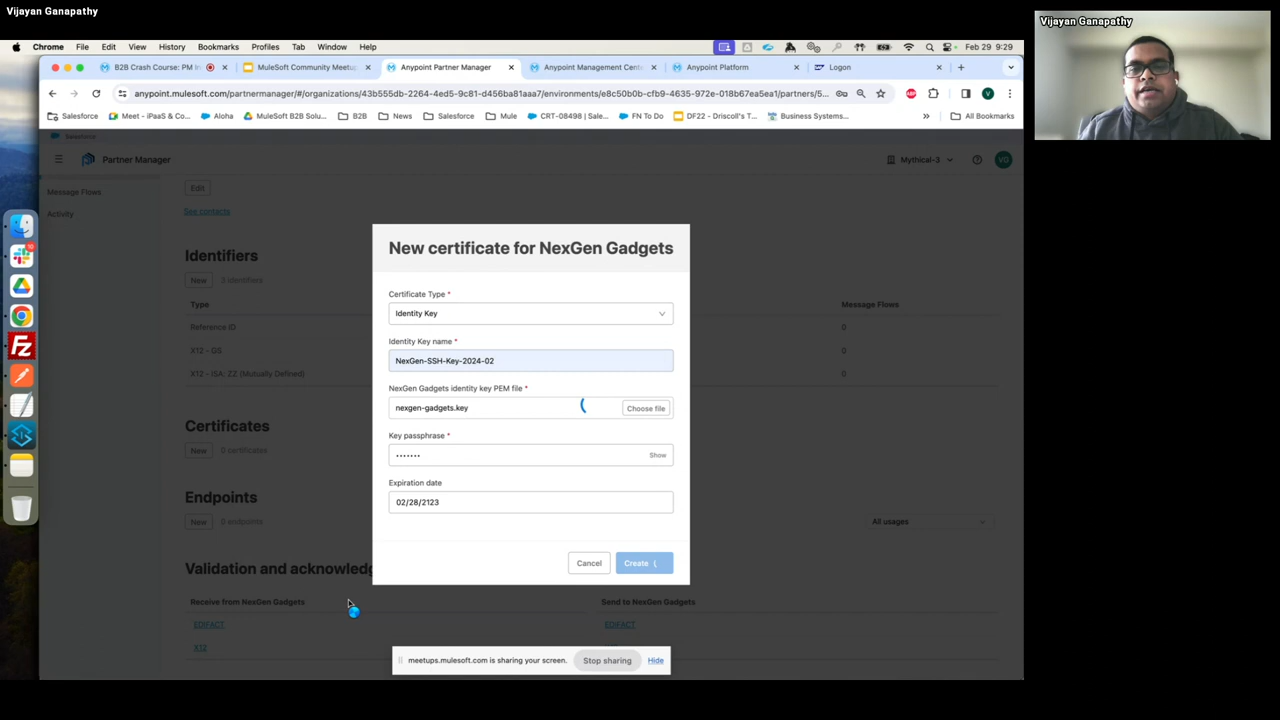 Vijayan Ganapathy
Vijayan Ganapathy
Chrome File Edit View History Bookmarks Profiles Tab Window Help Feb 29 9:29
B2B Crash Course: PM In MuleSoft Community Meetup Anypoint Partner Manager Anypoint Management Cent Anypoint Platform Logon
anypoint.mulesoft.com/partnermanager/#/organizations/43b555db-2264-4ed5-9c81-d456ba81aaa7/environments/e8c50b0b-cfb9-4635-972e-018b67ea5ea1/partners/5...
Salesforce Meet - iPaaS & Co... Aloha MuleSoft B2B Solu... B2B News Salesforce Mule CRT-08498 | Sale... FN To Do DF22 - Driscoll's T... Business Systems... » All Bookmarks
Salesforce
Partner Manager Mythical-3 ? VG
Message Flows
Edit
Activity
See contacts
New certificate for NexGen Gadgets
Identifiers
New 3 identifiers
Certificate Type *
Type Message Flows
Identity Key
Reference ID 0
Identity Key name *
X12 - GS 0
NexGen-SSH-Key-2024-02
X12 - ISA: ZZ (Mutually Defined) 0
NexGen Gadgets identity key PEM file *
nexgen-gadgets.key Choose file
Certificates
Key passphrase *
New 0 certificates
••••••• Show
Expiration date
Endpoints
02/28/2123
New 0 endpoints All usages
Cancel Create
Validation and acknowledg
Receive from NexGen Gadgets Send to NexGen Gadgets
EDIFACT EDIFACT
X12
meetups.mulesoft.com is sharing your screen. Stop sharing Hide